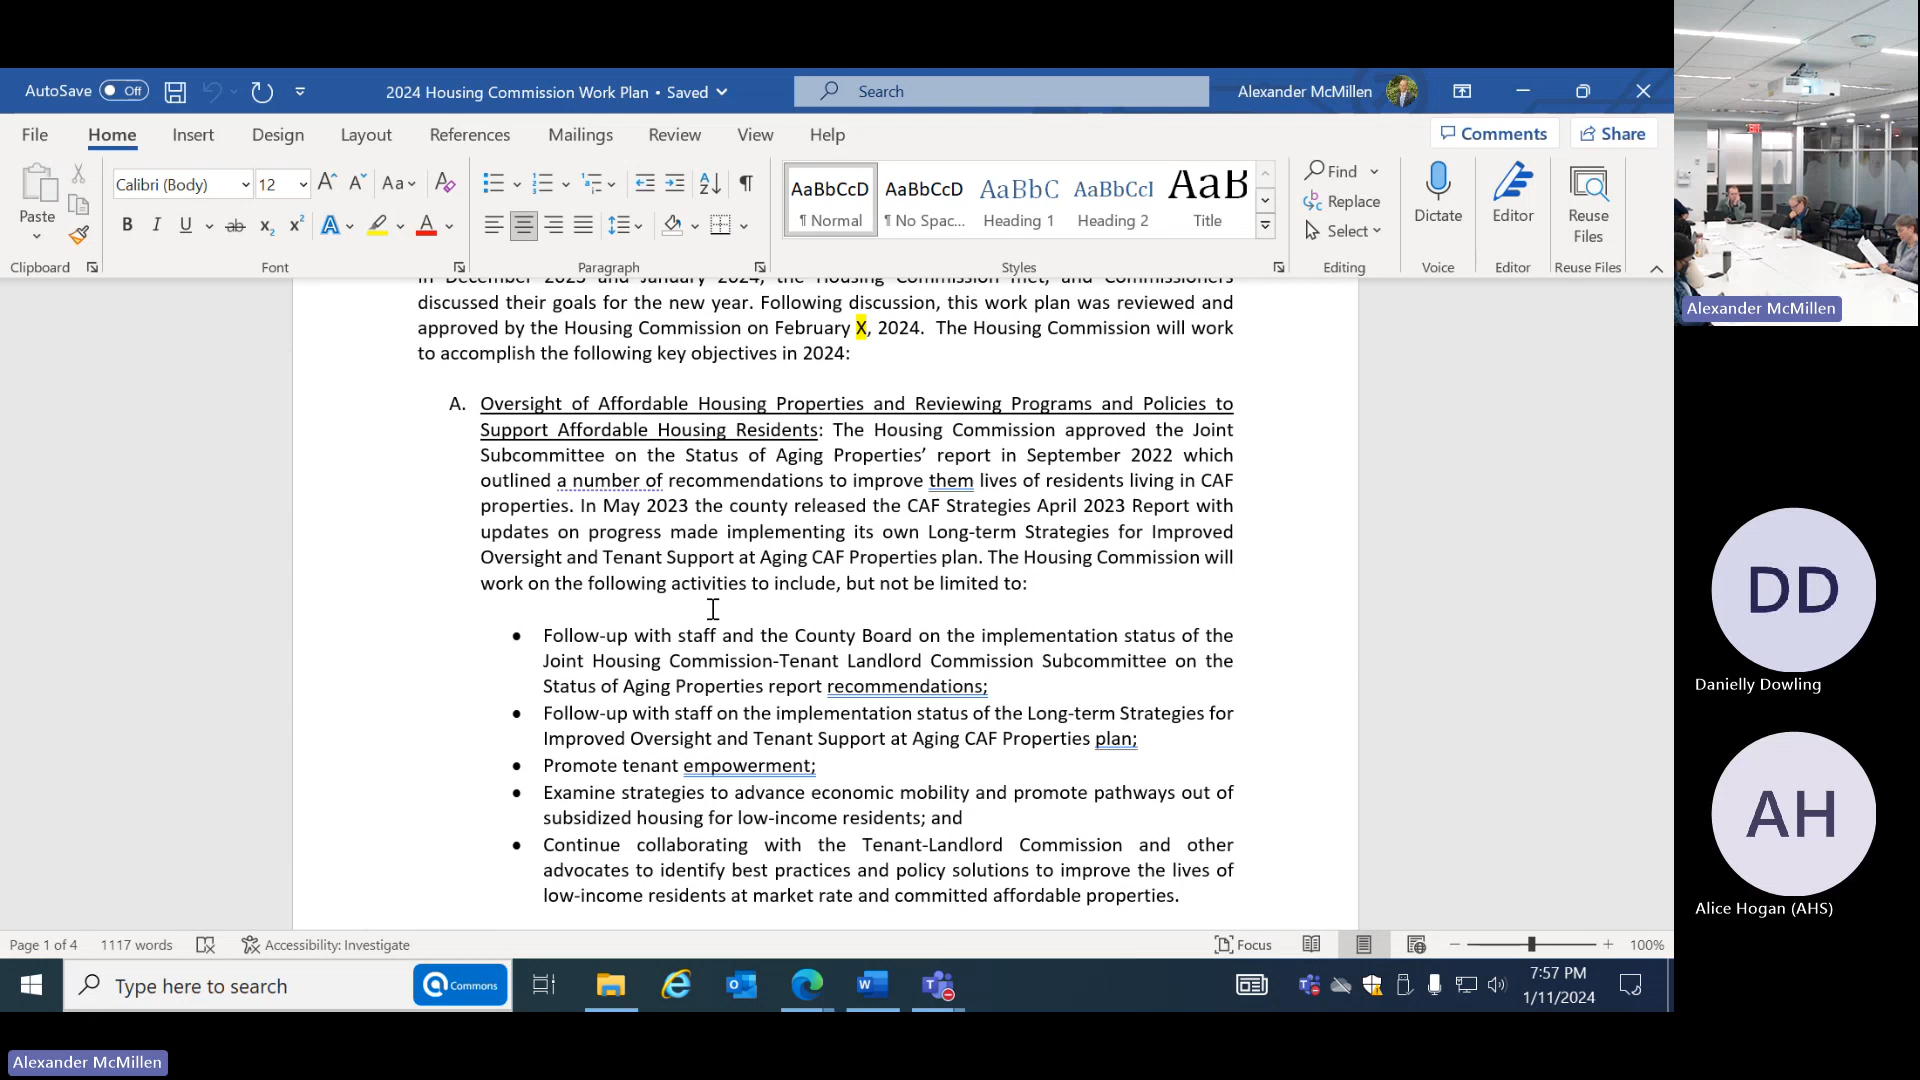 AutoSave Off
2024 Housing Commission Work Plan • Saved
Search
Alexander McMillen
File Home Insert Design Layout References Mailings Review View Help
Comments Share
Paste
Clipboard
Calibri (Body) 12
Font
Paragraph
AaBbCcD
¶ Normal
AaBbCcD
¶ No Spac...
AaBbC
Heading 1
AaBbCcI
Heading 2
AaB
Title
Styles
Find
Replace
Select
Editing
Dictate
Voice
Editor
Editor
Reuse
Files
Reuse Files
In December 2023 and January 2024, the Housing Commission met, and Commissioners
discussed their goals for the new year. Following discussion, this work plan was reviewed and
approved by the Housing Commission on February X, 2024. The Housing Commission will work
to accomplish the following key objectives in 2024:
A. Oversight of Affordable Housing Properties and Reviewing Programs and Policies to
Support Affordable Housing Residents: The Housing Commission approved the Joint
Subcommittee on the Status of Aging Properties’ report in September 2022 which
outlined a number of recommendations to improve them lives of residents living in CAF
properties. In May 2023 the county released the CAF Strategies April 2023 Report with
updates on progress made implementing its own Long-term Strategies for Improved
Oversight and Tenant Support at Aging CAF Properties plan. The Housing Commission will
work on the following activities to include, but not be limited to:
• Follow-up with staff and the County Board on the implementation status of the
Joint Housing Commission-Tenant Landlord Commission Subcommittee on the
Status of Aging Properties report recommendations;
• Follow-up with staff on the implementation status of the Long-term Strategies for
Improved Oversight and Tenant Support at Aging CAF Properties plan;
• Promote tenant empowerment;
• Examine strategies to advance economic mobility and promote pathways out of
subsidized housing for low-income residents; and
• Continue collaborating with the Tenant-Landlord Commission and other
advocates to identify best practices and policy solutions to improve the lives of
low-income residents at market rate and committed affordable properties.
Page 1 of 4 1117 words Accessibility: Investigate
Focus 100%
Type here to search
Commons
7:57 PM
1/11/2024
Alexander McMillen
Alexander McMillen
DD
Danielly Dowling
AH
Alice Hogan (AHS)